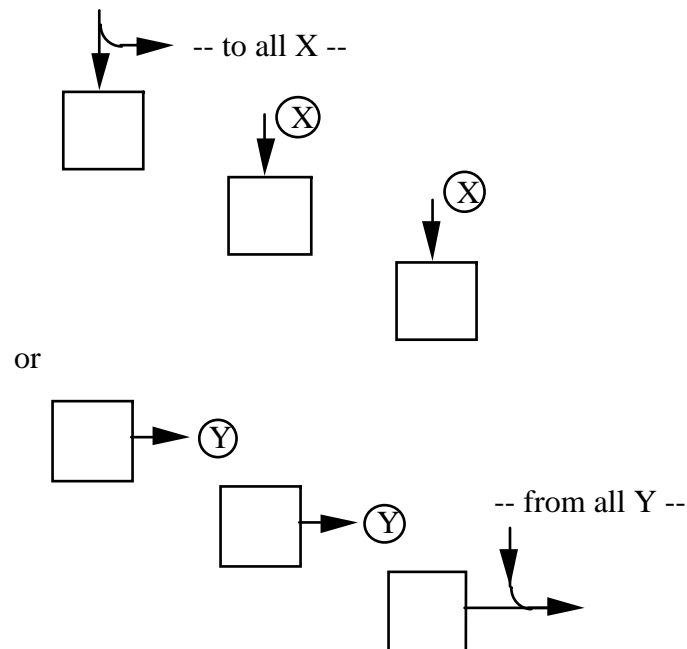 -- to all X --
X
X
or
Y
-- from all Y --
Y